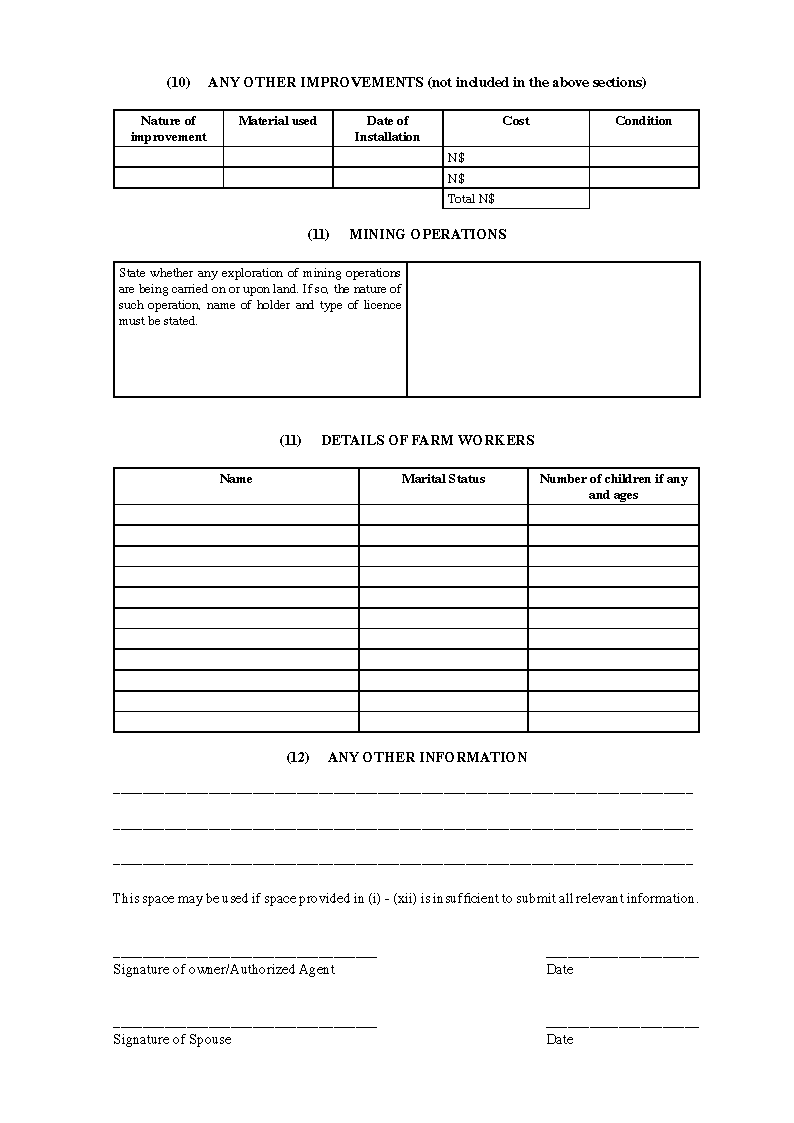 (10) ANY OTHER IMPROVEMENTS (not included in the above sections)
Nature of improvement Material used Date of Installation Cost Condition
N$
N$
Total N$
(11) MINING OPERATIONS
State whether any exploration of mining operations
are being carried on or upon land. If so, the nature of
such operation, name of holder and type of licence
must be stated.
(11) DETAILS OF FARM WORKERS
Name Marital Status Number of children if any and ages
(12) ANY OTHER INFORMATION
This space may be used if space provided in (i) - (xii) is insufficient to submit all relevant information.
Signature of owner/Authorized Agent Date
Signature of Spouse Date